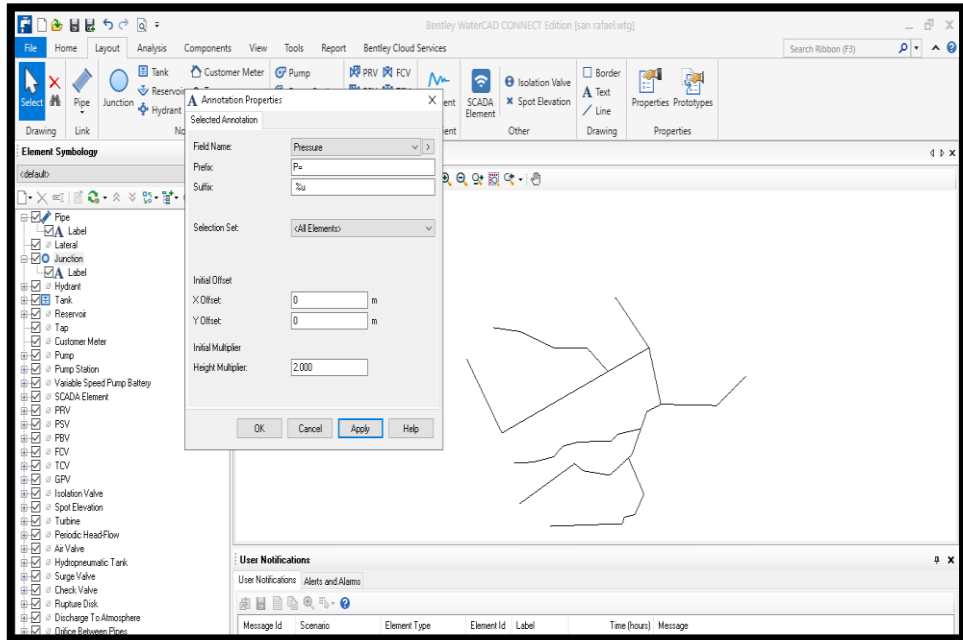 Bentley WaterCAD CONNECT Edition [san rafael.wtg]
File Home Layout Analysis Components View Tools Report Bentley Cloud Services Search Ribbon (F3)
Select Pipe Junction Tank Reservoir Hydrant Customer Meter Pump PRV FCV SCADA Element Isolation Valve Spot Elevation Border Text Line Properties Prototypes
Drawing Link Other Drawing Properties
Annotation Properties
Selected Annotation
Field Name: Pressure >
Prefix: P=
Suffix: %u
Selection Set: <All Elements>
Initial Offset
X Offset: 0 m
Y Offset: 0 m
Initial Multiplier
Height Multiplier: 2.000
OK Cancel Apply Help
Element Symbology
<default>
Pipe
Label
Lateral
Junction
Label
Hydrant
Tank
Reservoir
Tap
Customer Meter
Pump
Pump Station
Variable Speed Pump Battery
SCADA Element
PRV
PSV
PBV
FCV
TCV
GPV
Isolation Valve
Spot Elevation
Turbine
Periodic Head-Flow
Air Valve
Hydropneumatic Tank
Surge Valve
Check Valve
Rupture Disk
Discharge To Atmosphere
Orifice Between Pipes
User Notifications
User Notifications Alerts and Alarms
Message Id Scenario Element Type Element Id Label Time (hours) Message